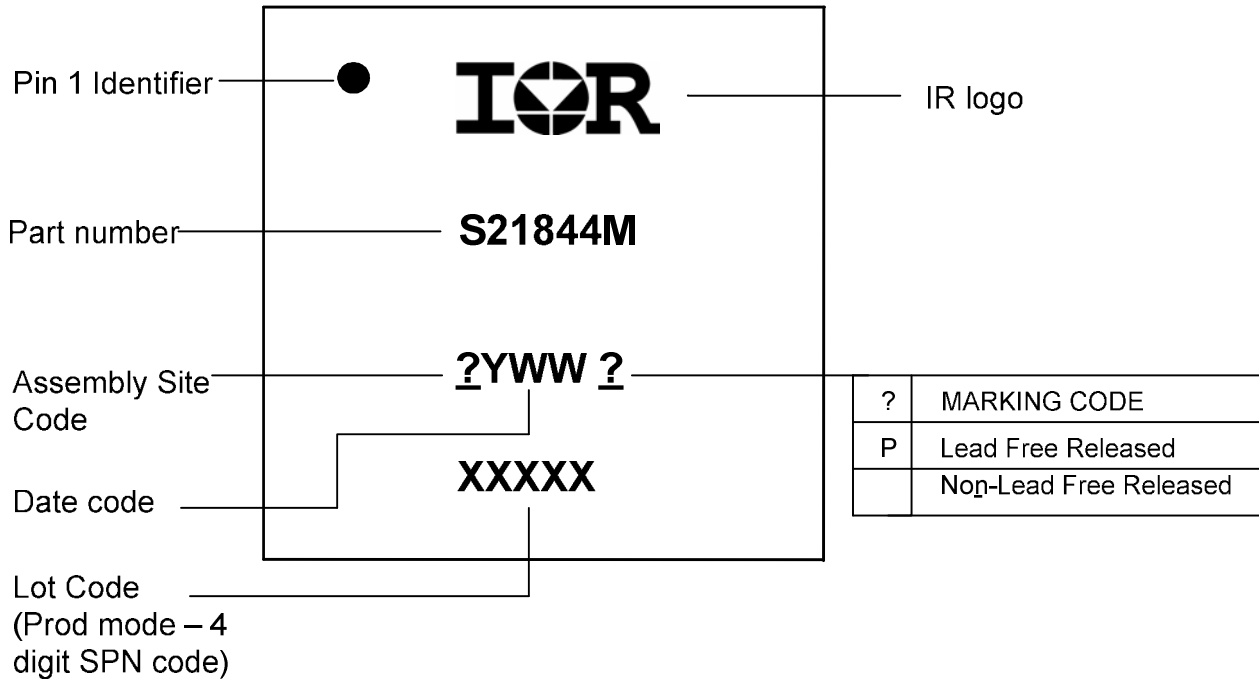 Pin 1 Identifier
IOR
IR logo
Part number
S21844M
Assembly Site
Code
?YWW ?
? MARKING CODE
P Lead Free Released
Non-Lead Free Released
Date code
XXXXX
Lot Code
(Prod mode – 4
digit SPN code)